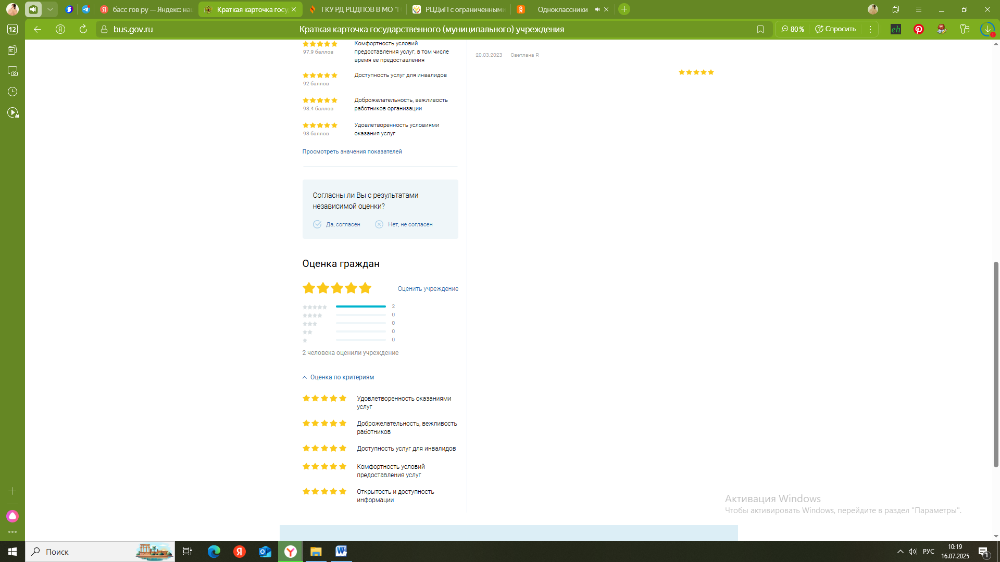 басс гов ру — Яндекс: на
Краткая карточка госу
ГКУ РД РЦДПОВ В МО "Г
РЦДиП с ограниченными
Одноклассники
12
bus.gov.ru
Краткая карточка государственного (муниципального) учреждения
80 %
Спросить
97.9 баллов
Комфортность условий
предоставления услуг, в том числе
время ее предоставления
92 баллов
Доступность услуг для инвалидов
98.4 баллов
Доброжелательность, вежливость
работников организации
98 баллов
Удовлетворенность условиями
оказания услуг
Просмотреть значения показателей
Согласны ли Вы с результатами
независимой оценки?
Да, согласен
Нет, не согласен
Оценка граждан
Оценить учреждение
2
0
0
0
0
2 человека оценили учреждение
Оценка по критериям
Удовлетворенность оказаниями
услуг
Доброжелательность, вежливость
работников
Доступность услуг для инвалидов
Комфортность условий
предоставления услуг
Открытость и доступность
информации
20.03.2023 Светлана Р.
Активация Windows
Чтобы активировать Windows, перейдите в раздел "Параметры".
Поиск
РУС
10:19
16.07.2025
1